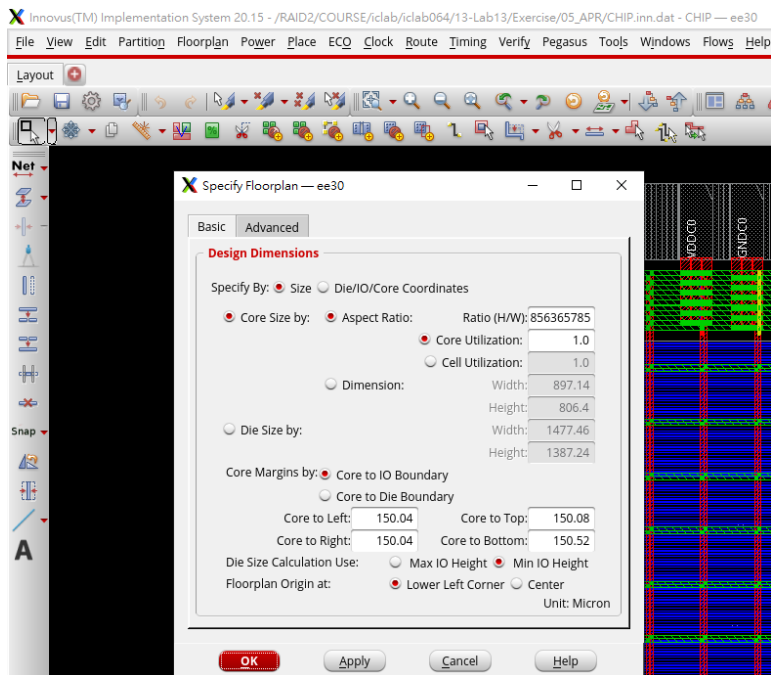 Innovus(TM) Implementation System 20.15 - /RAID2/COURSE/iclab/iclab064/13-Lab13/Exercise/05_APR/CHIP.inn.dat - CHIP — ee30
File View Edit Partition Floorplan Power Place ECO Clock Route Timing Verify Pegasus Tools Windows Flows Help
Layout
Net
Specify Floorplan — ee30
Basic Advanced
Design Dimensions
Specify By: Size Die/IO/Core Coordinates
Core Size by: Aspect Ratio: Ratio (H/W): 856365785
Core Utilization: 1.0
Cell Utilization: 1.0
Dimension: Width: 897.14
Height: 806.4
Die Size by: Width: 1477.46
Height: 1387.24
Core Margins by: Core to IO Boundary
Core to Die Boundary
Core to Left: 150.04 Core to Top: 150.08
Core to Right: 150.04 Core to Bottom: 150.52
Die Size Calculation Use: Max IO Height Min IO Height
Floorplan Origin at: Lower Left Corner Center
Unit: Micron
OK Apply Cancel Help
Snap
A
VDDC0
GNDC0